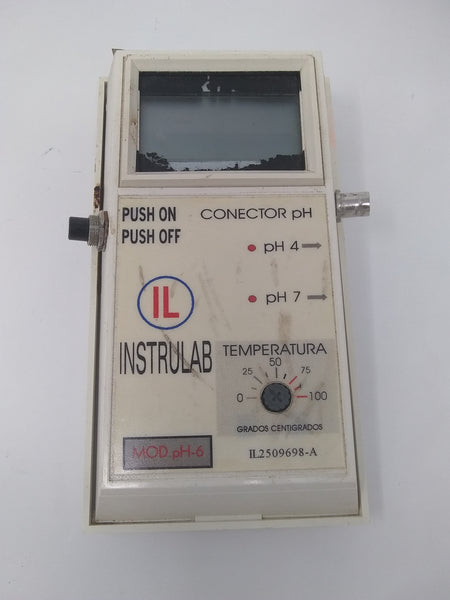 PUSH ON
PUSH OFF
CONECTOR pH
pH 4
pH 7
IL
INSTRULAB
TEMPERATURA
0
25
50
75
100
GRADOS CENTIGRADOS
MOD.pH-6
IL2509698-A